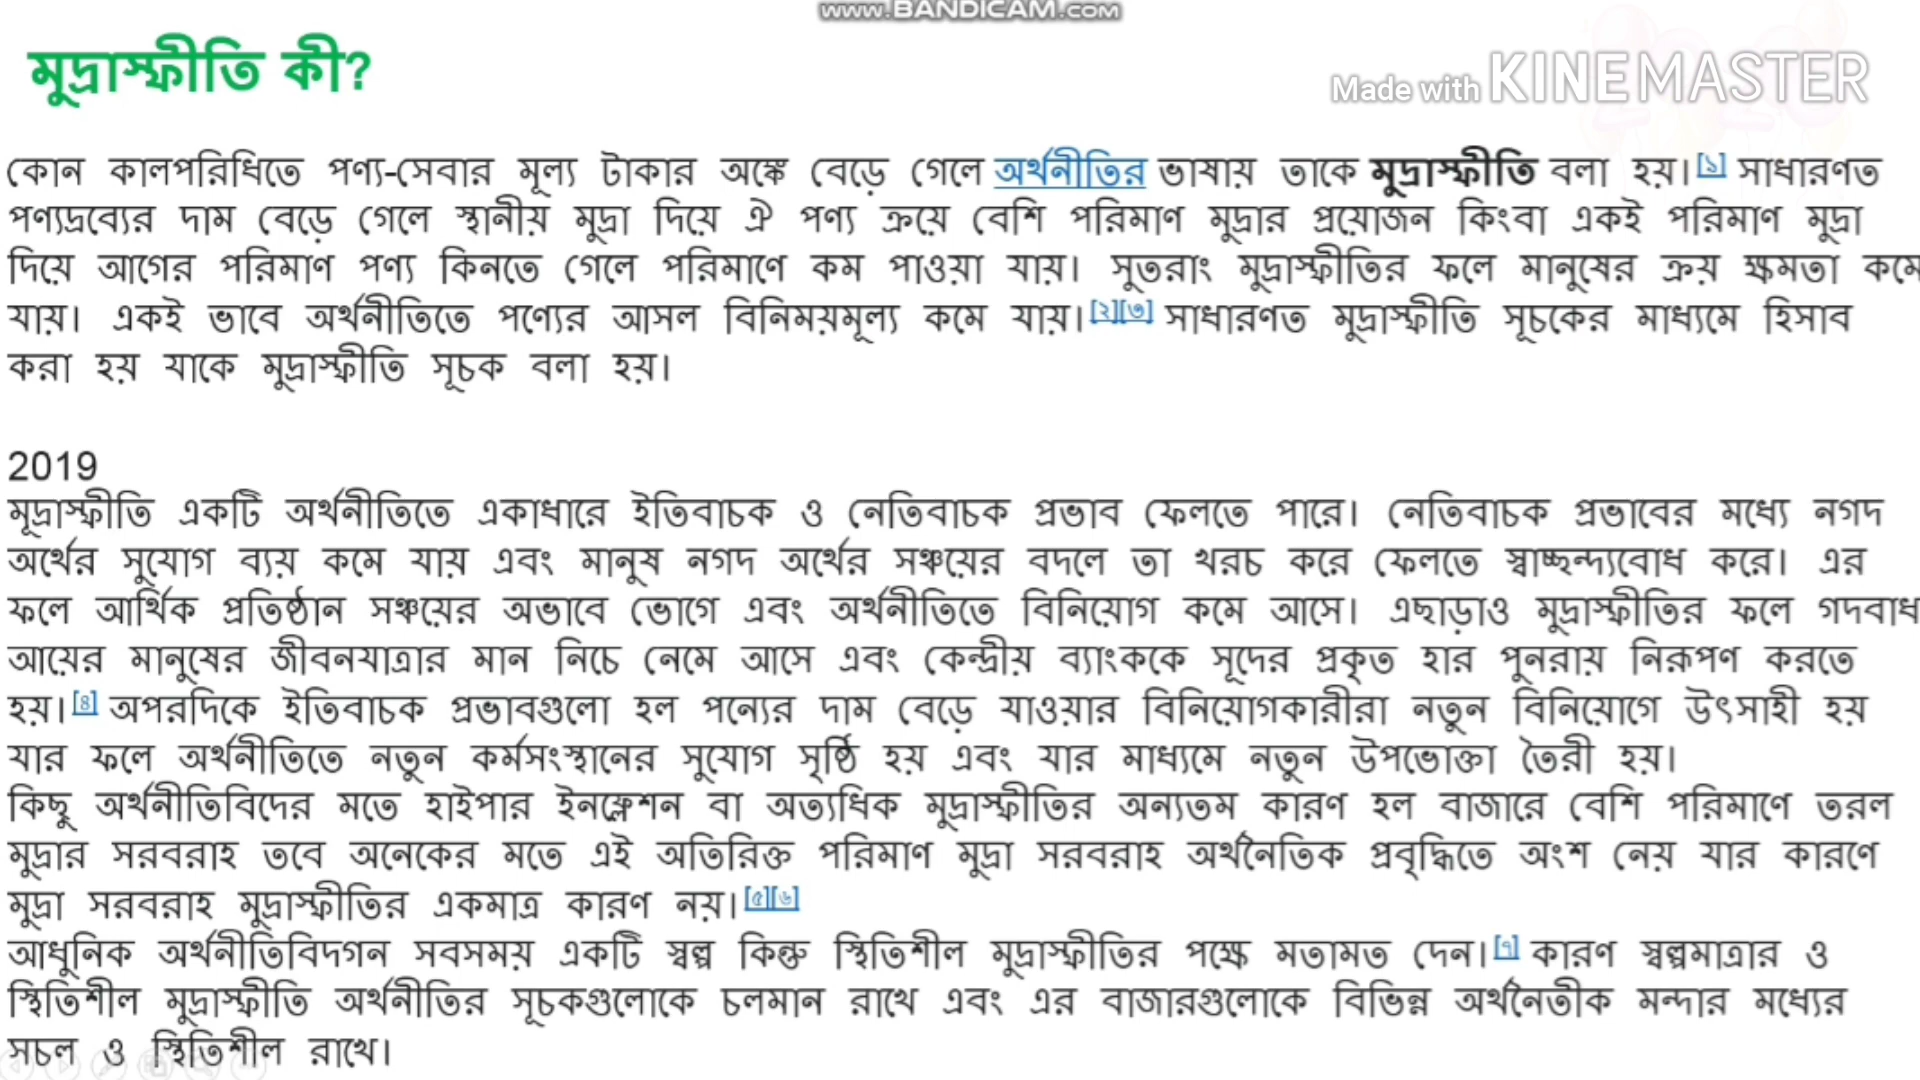 www.BANDICAM.com
মুদ্রাস্ফীতি কী?
Made with KINEMASTER
কোন কালপরিধিতে পণ্য-সেবার মূল্য টাকার অঙ্কে বেড়ে গেলে অর্থনীতির ভাষায় তাকে মুদ্রাস্ফীতি বলা হয়।[১] সাধারণত
পণ্যদ্রব্যের দাম বেড়ে গেলে স্থানীয় মুদ্রা দিয়ে ঐ পণ্য ক্রয়ে বেশি পরিমাণ মুদ্রার প্রয়োজন কিংবা একই পরিমাণ মুদ্রা
দিয়ে আগের পরিমাণ পণ্য কিনতে গেলে পরিমাণে কম পাওয়া যায়। সুতরাং মুদ্রাস্ফীতির ফলে মানুষের ক্রয় ক্ষমতা কমে
যায়। একই ভাবে অর্থনীতিতে পণ্যের আসল বিনিময়মূল্য কমে যায়।[২][৩] সাধারণত মুদ্রাস্ফীতি সূচকের মাধ্যমে হিসাব
করা হয় যাকে মুদ্রাস্ফীতি সূচক বলা হয়।
2019
মূদ্রাস্ফীতি একটি অর্থনীতিতে একাধারে ইতিবাচক ও নেতিবাচক প্রভাব ফেলতে পারে। নেতিবাচক প্রভাবের মধ্যে নগদ
অর্থের সুযোগ ব্যয় কমে যায় এবং মানুষ নগদ অর্থের সঞ্চয়ের বদলে তা খরচ করে ফেলতে স্বাচ্ছন্দ্যবোধ করে। এর
ফলে আর্থিক প্রতিষ্ঠান সঞ্চয়ের অভাবে ভোগে এবং অর্থনীতিতে বিনিয়োগ কমে আসে। এছাড়াও মুদ্রাস্ফীতির ফলে গদবাধ
আয়ের মানুষের জীবনযাত্রার মান নিচে নেমে আসে এবং কেন্দ্রীয় ব্যাংককে সূদের প্রকৃত হার পুনরায় নিরূপণ করতে
হয়।[৪] অপরদিকে ইতিবাচক প্রভাবগুলো হল পন্যের দাম বেড়ে যাওয়ার বিনিয়োগকারীরা নতুন বিনিয়োগে উৎসাহী হয়
যার ফলে অর্থনীতিতে নতুন কর্মসংস্থানের সুযোগ সৃষ্ঠি হয় এবং যার মাধ্যমে নতুন উপভোক্তা তৈরী হয়।
কিছু অর্থনীতিবিদের মতে হাইপার ইনফ্লেশন বা অত্যধিক মুদ্রাস্ফীতির অন্যতম কারণ হল বাজারে বেশি পরিমাণে তরল
মুদ্রার সরবরাহ তবে অনেকের মতে এই অতিরিক্ত পরিমাণ মুদ্রা সরবরাহ অর্থনৈতিক প্রবৃদ্ধিতে অংশ নেয় যার কারণে
মুদ্রা সরবরাহ মুদ্রাস্ফীতির একমাত্র কারণ নয়।[৫][৬]
আধুনিক অর্থনীতিবিদগন সবসময় একটি স্বল্প কিন্তু স্থিতিশীল মুদ্রাস্ফীতির পক্ষে মতামত দেন।[৭] কারণ স্বল্পমাত্রার ও
স্থিতিশীল মুদ্রাস্ফীতি অর্থনীতির সূচকগুলোকে চলমান রাখে এবং এর বাজারগুলোকে বিভিন্ন অর্থনৈতীক মন্দার মধ্যের
সচল ও স্থিতিশীল রাখে।